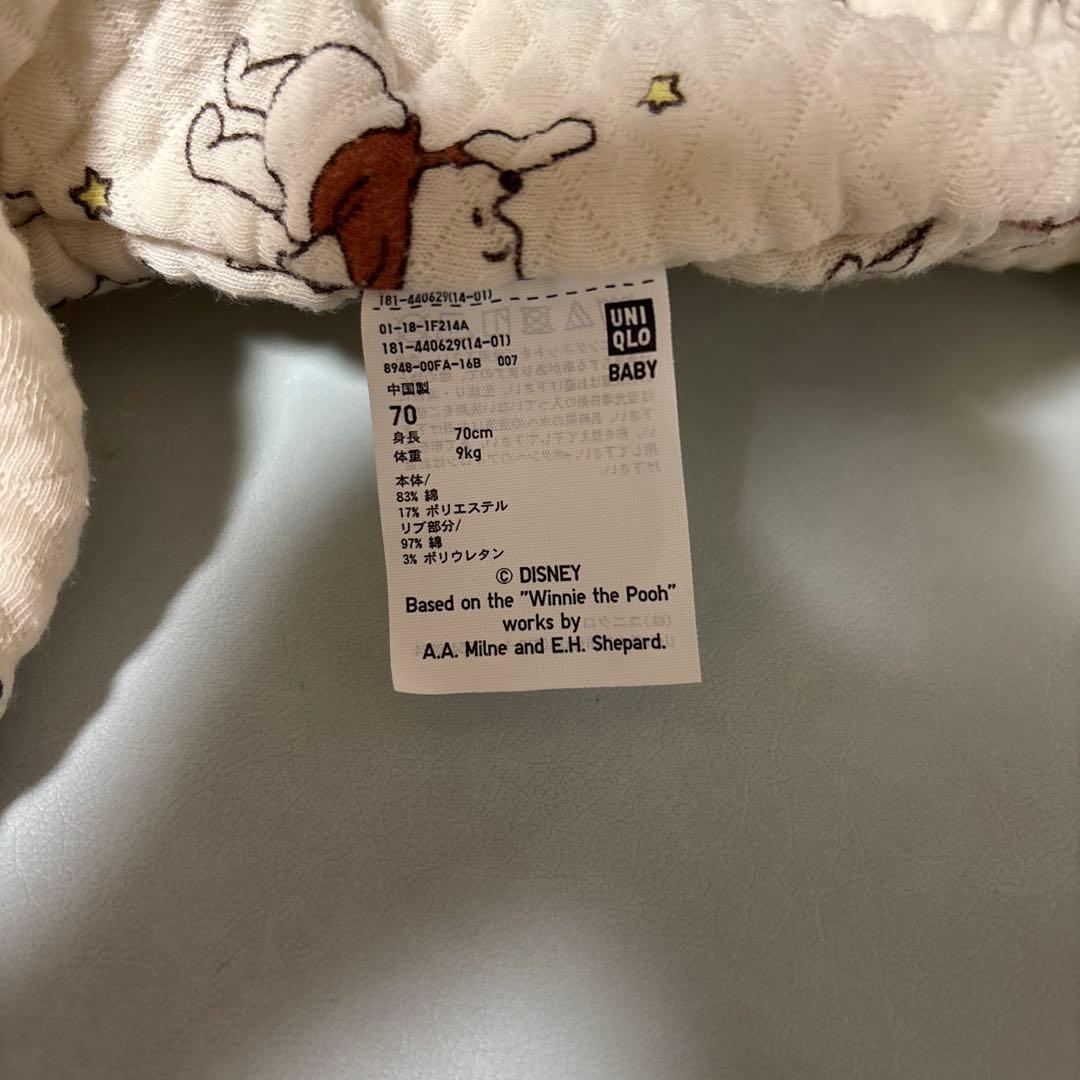 181-440629(14-01)
01-18-1F214A
181-440629(14-01)
8948-00FA-16B 007
中国製
70
身長 70cm
体重 9kg
本体/
83% 綿
17% ポリエステル
リブ部分/
97% 綿
3% ポリウレタン
UNI
QLO
BABY
© DISNEY
Based on the "Winnie the Pooh"
works by
A.A. Milne and E.H. Shepard.